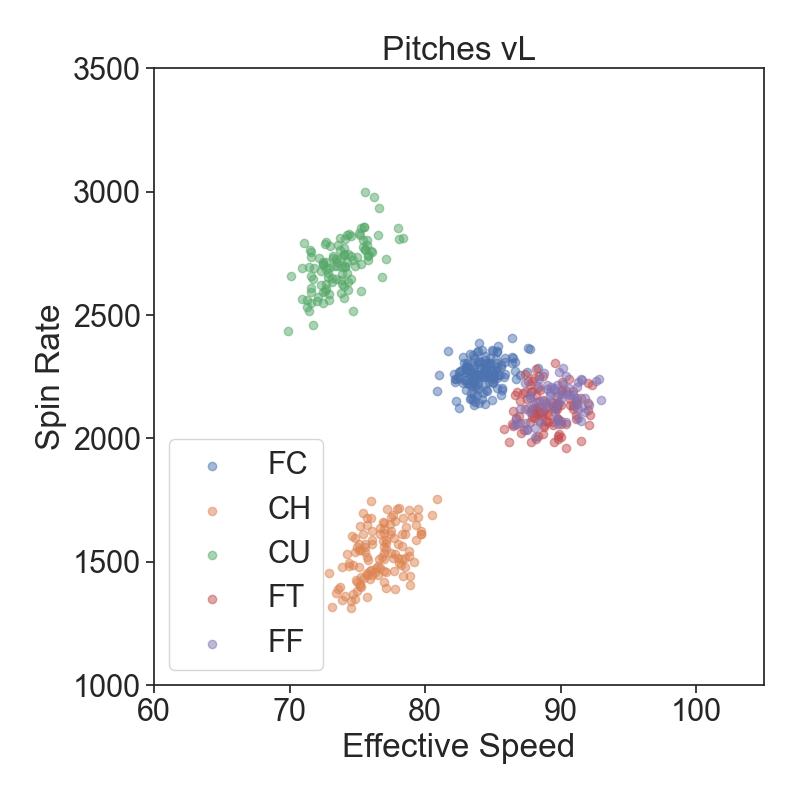 Pitches vL
3500
3000
2500
2000
1500
1000
Spin Rate
FC
CH
CU
FT
FF
60 70 80 90 100
Effective Speed